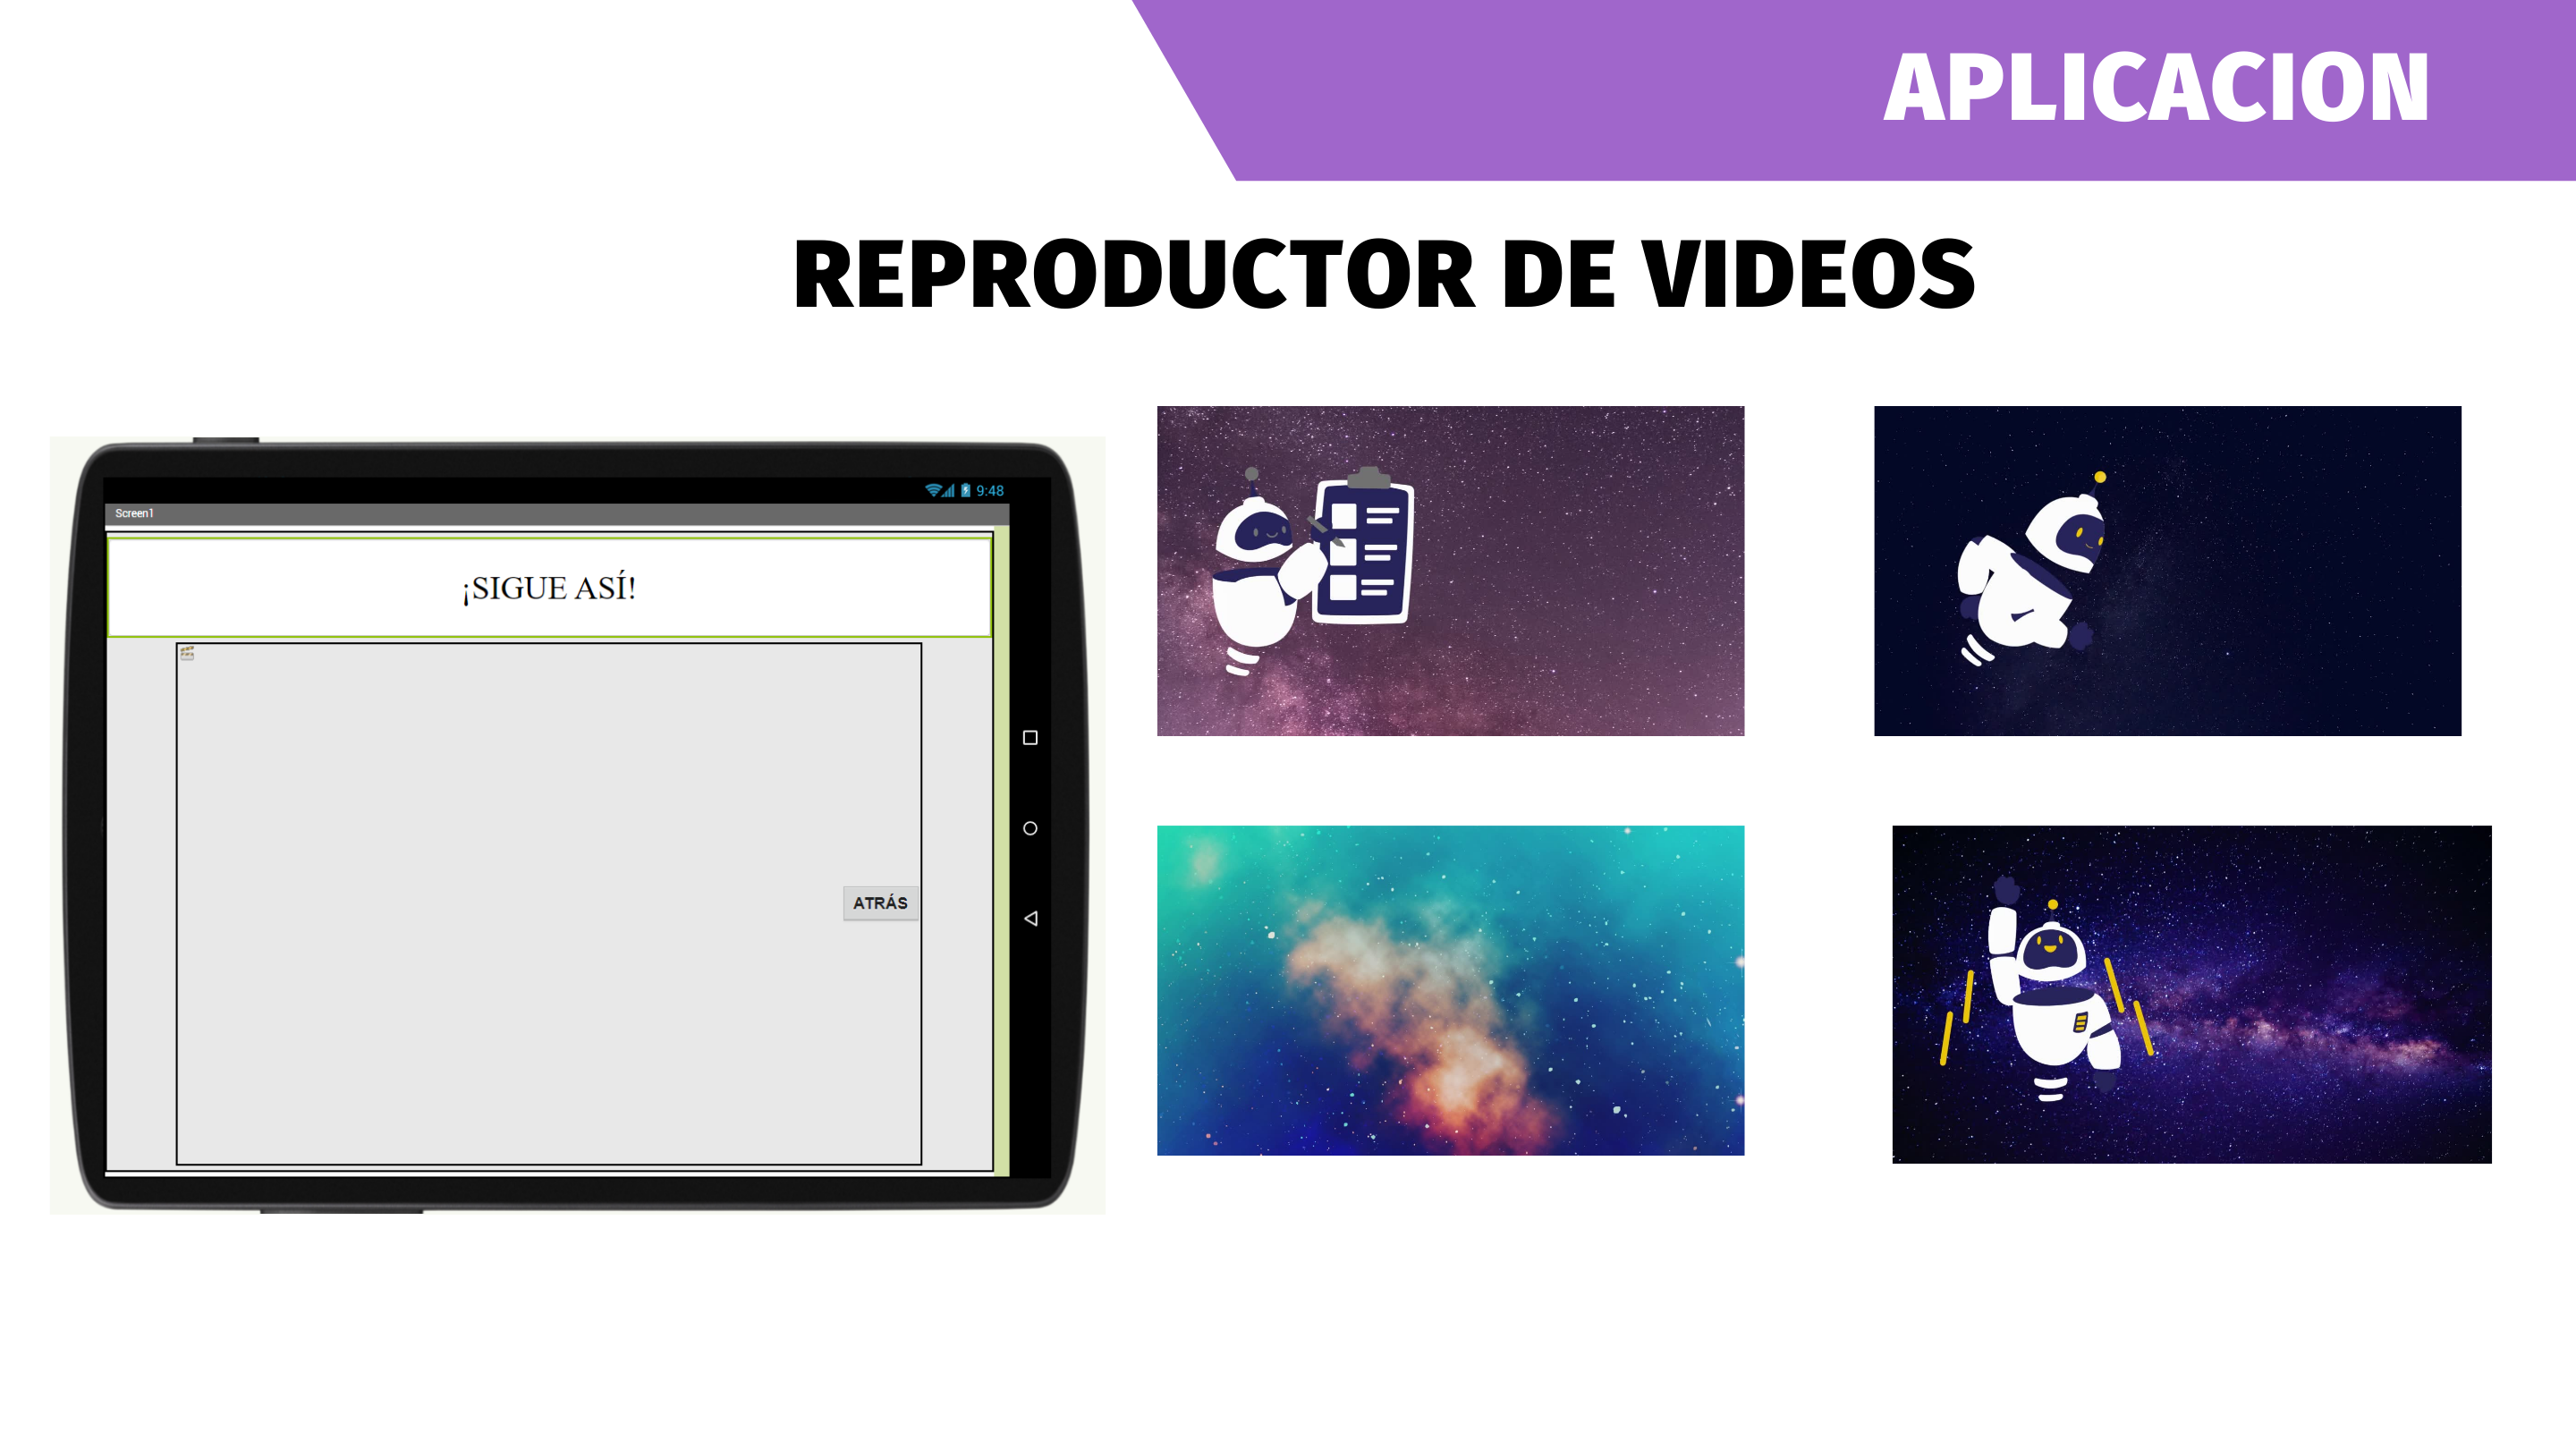 APLICACION
REPRODUCTOR DE VIDEOS
9:48
Screen1
¡SIGUE ASÍ!
ATRÁS